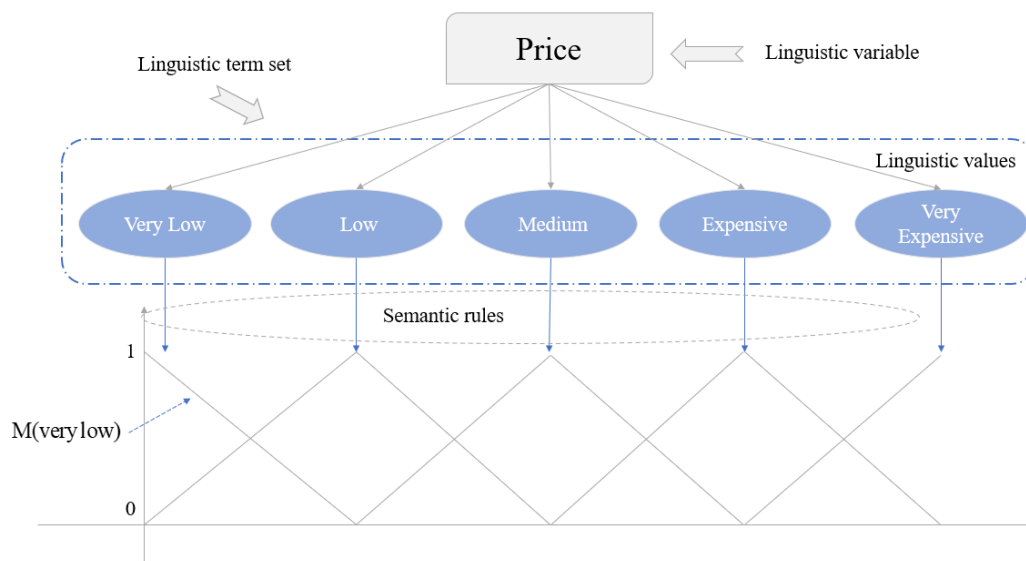 Price
Linguistic variable
Linguistic term set
Linguistic values
Very Low
Low
Medium
Expensive
Very
Expensive
Semantic rules
1
M(very low)
0